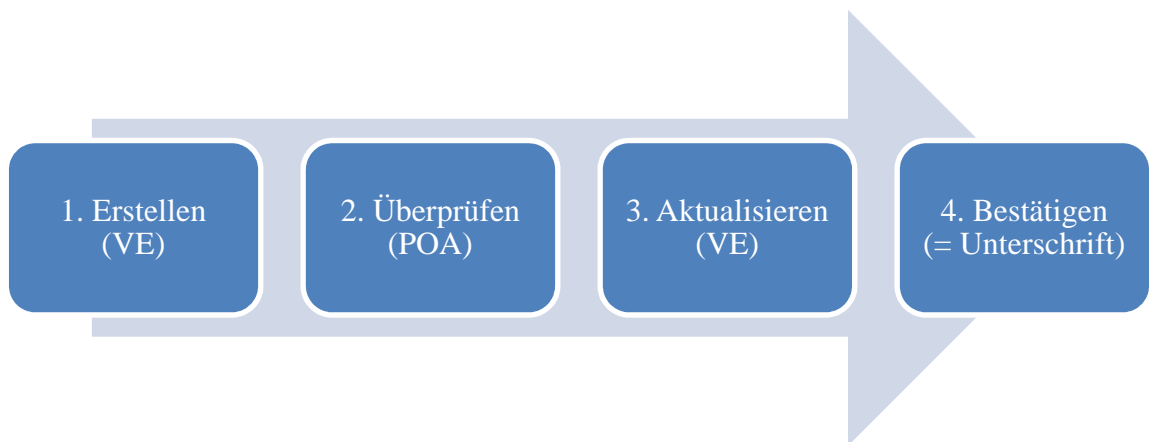 1. Erstellen
(VE)
2. Überprüfen
(POA)
3. Aktualisieren
(VE)
4. Bestätigen
(= Unterschrift)